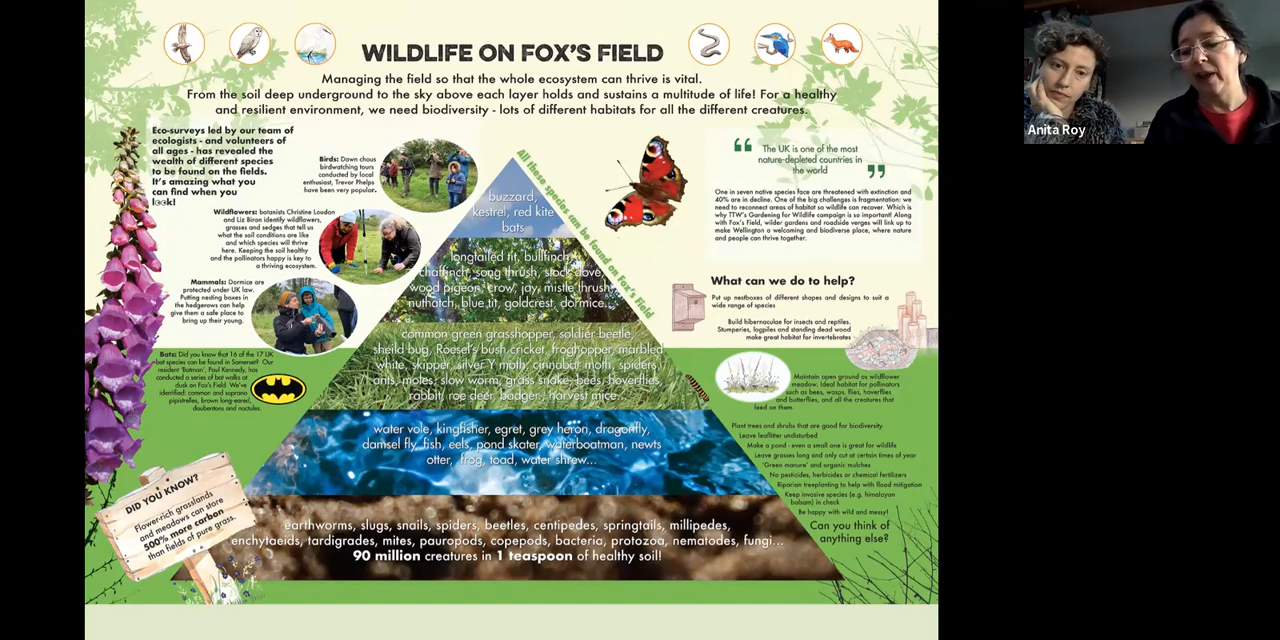 WILDLIFE ON FOX'S FIELD
Managing the field so that the whole ecosystem can thrive is vital.
From the soil deep underground to the sky above each layer holds and sustains a multitude of life! For a healthy
and resilient environment, we need biodiversity - lots of different habitats for all the different creatures.
Eco-surveys led by our team of
ecologists - and volunteers of
all ages - has revealed the
wealth of different species
to be found on the fields.
It's amazing what you
can find when you
look!
Birds: Dawn chous
birdwatching tours
conducted by local
enthusiast, Trevor Phelps
have been very popular.
Wildflowers: botanists Christine Loudon
and Liz Biron identify wildflowers,
grasses and sedges that tell us
what the soil conditions are like
and which species will thrive
here. Keeping the soil healthy
and the pollinators happy is key to
a thriving ecosystem.
Mammals: Dormice are
protected under UK law.
Putting nesting boxes in
the hedgerows can help
give them a safe place to
bring up their young.
Bats: Did you know that 16 of the 17 UK
bat species can be found in Somerset? Our
resident 'Batman', Paul Kennedy, has
conducted a series of bat walks at
dusk on Fox's Field. We've
identified: common and soprano
pipistrelles, brown long-eared,
daubentons and noctules.
DID YOU KNOW?
Flower-rich grasslands
and meadows can store
500% more carbon
than fields of pure grass.
All these species can be found on Fox's Field
buzzard,
kestrel, red kite
bats
longtailed tit, bullfinch,
chaffinch, song thrush, stock dove,
wood pigeon, crow, jay, mistle thrush,
nuthatch, blue tit, goldcrest, dormice...
common green grasshopper, soldier beetle,
sheild bug, Roesel's bush cricket, froghopper, marbled
white, skipper, silver Y moth, cinnabar moth, spiders,
ants, moles, slow worm, grass snake, bees, hoverflies,
rabbit, roe deer, badger, harvest mice...
water vole, kingfisher, egret, grey heron, dragonfly,
damsel fly, fish, eels, pond skater, waterboatman, newts
otter, frog, toad, water shrew...
earthworms, slugs, snails, spiders, beetles, centipedes, springtails, millipedes,
enchytaeids, tardigrades, mites, pauropods, copepods, bacteria, protozoa, nematodes, fungi...
90 million creatures in 1 teaspoon of healthy soil!
"The UK is one of the most
nature-depleted countries in
the world"
One in seven native species face are threatened with extinction and
40% are in decline. One of the big challenges is fragmentation: we
need to reconnect areas of habitat so wildlife can recover. Which is
why TTW's Gardening for Wildlife campaign is so important! Along
with Fox's Field, wilder gardens and roadside verges will link up to
make Wellington a welcoming and biodiverse place, where nature
and people can thrive together.
What can we do to help?
Put up nestboxes of different shapes and designs to suit a
wide range of species
Build hibernaculae for insects and reptiles.
Stumperies, logpiles and standing dead wood
make great habitat for invertebrates
Maintain open ground as wildflower
meadow. Ideal habitat for pollinators
such as bees, wasps, flies, hoverflies
and butterflies, and all the creatures that
feed on them
Plant trees and shrubs that are good for biodiversity
Leave leaflitter undisturbed
Make a pond - even a small one is great for wildlife
Leave grasses long and only cut at certain times of year
'Green manure' and organic mulches
No pesticides, herbicides or chemical fertilizers
Riparian treeplanting to help with flood mitigation
Keep invasive species (e.g. himalayan
balsam) in check
Be happy with wild and messy!
Can you think of
anything else?
Anita Roy